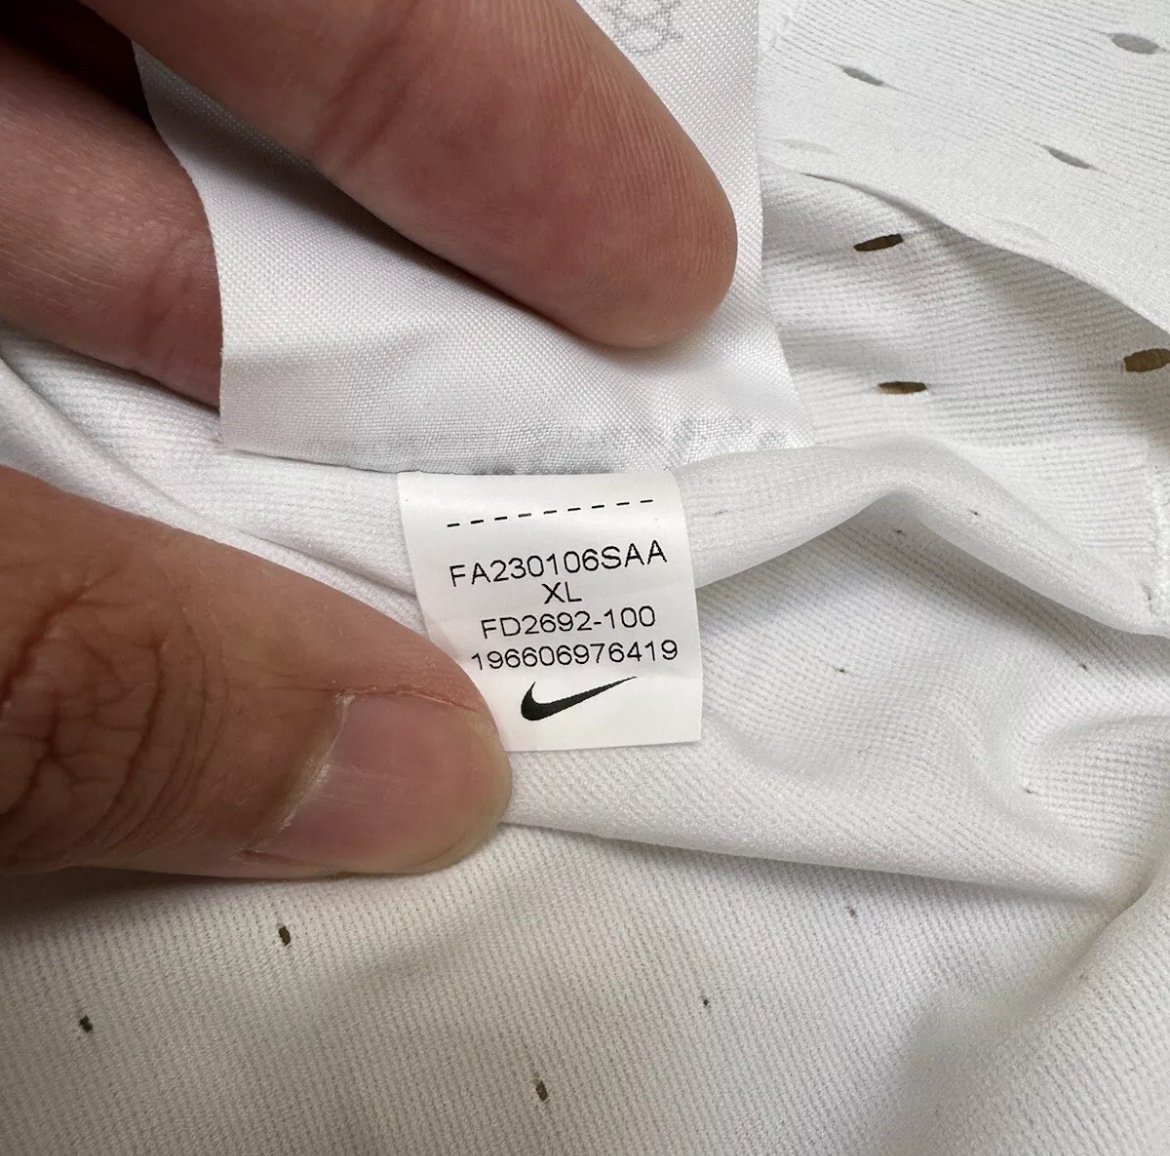 ---------
FA230106SAA
XL
FD2692-100
196606976419